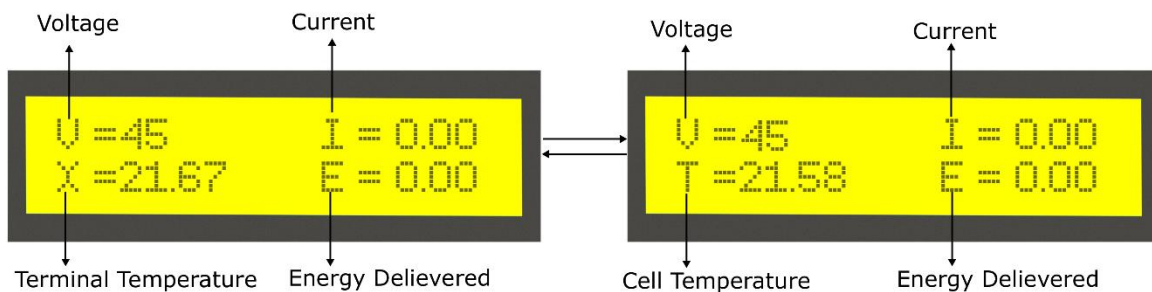 Voltage Current Voltage Current
V =45 I = 0.00 V =45 I = 0.00
X =21.67 E = 0.00 T =21.58 E = 0.00
Terminal Temperature Energy Delievered Cell Temperature Energy Delievered